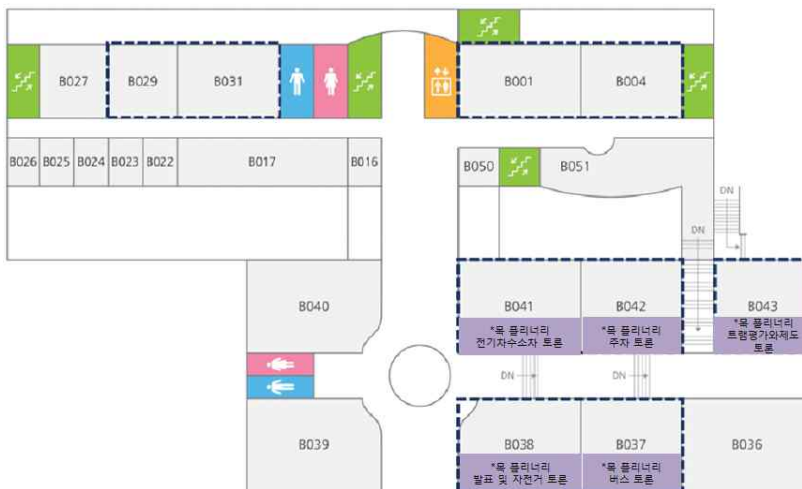 B027
B029
B031
B001
B004
B026
B025
B024
B023
B022
B017
B016
B050
B051
DN
DN
B040
B041
*목 플리너리
전기차수소차 토론
B042
*목 플리너리
주차 토론
B043
*목 플리너리
트램평가와제도
토론
DN
DN
B039
B038
*목 플리너리
발표 및 자전거 토론
B037
*목 플리너리
버스 토론
B036